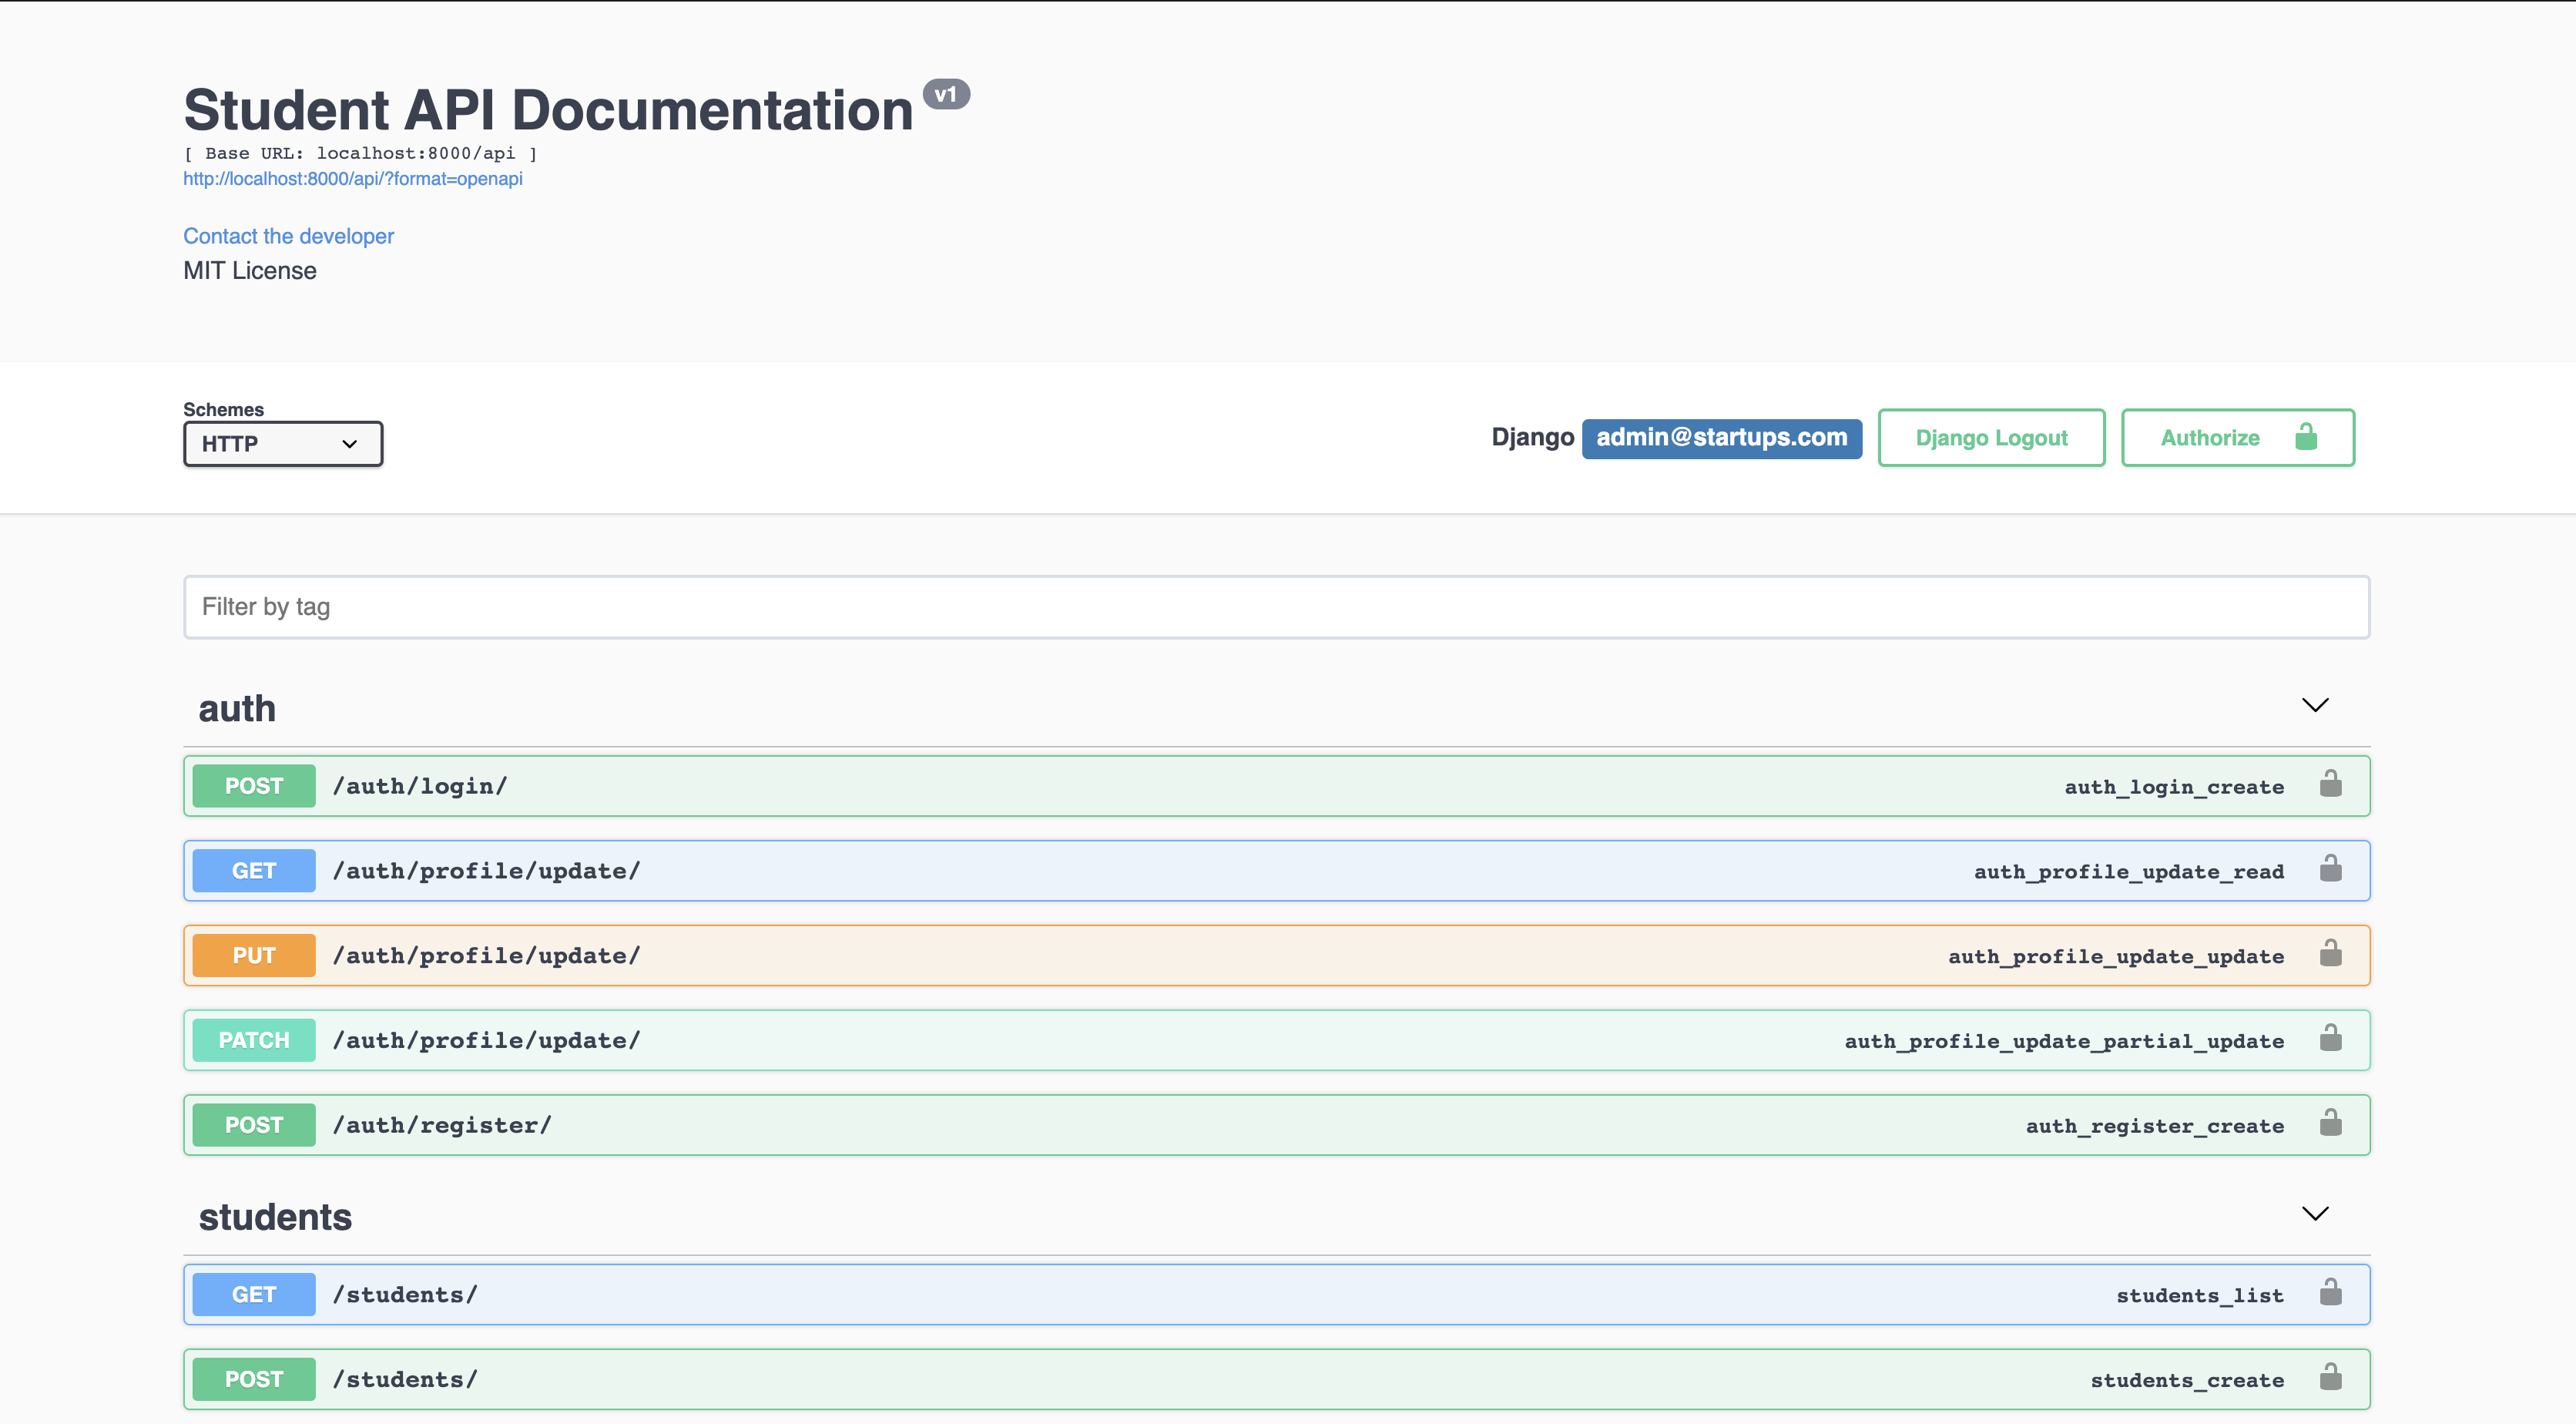 Student API Documentation v1
[ Base URL: localhost:8000/api ]
http://localhost:8000/api/?format=openapi
Contact the developer
MIT License
Schemes
HTTP
Django admin@startups.com Django Logout Authorize
Filter by tag
auth
POST /auth/login/ auth_login_create
GET /auth/profile/update/ auth_profile_update_read
PUT /auth/profile/update/ auth_profile_update_update
PATCH /auth/profile/update/ auth_profile_update_partial_update
POST /auth/register/ auth_register_create
students
GET /students/ students_list
POST /students/ students_create